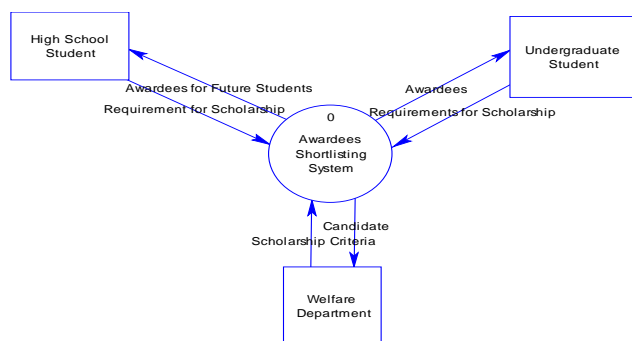 High School
Student
Undergraduate
Student
Awardees for Future Students
Awardees
Requirement for Scholarship
Requirements for Scholarship
0
Awardees
Shortlisting
System
Candidate
Scholarship Criteria
Welfare
Department